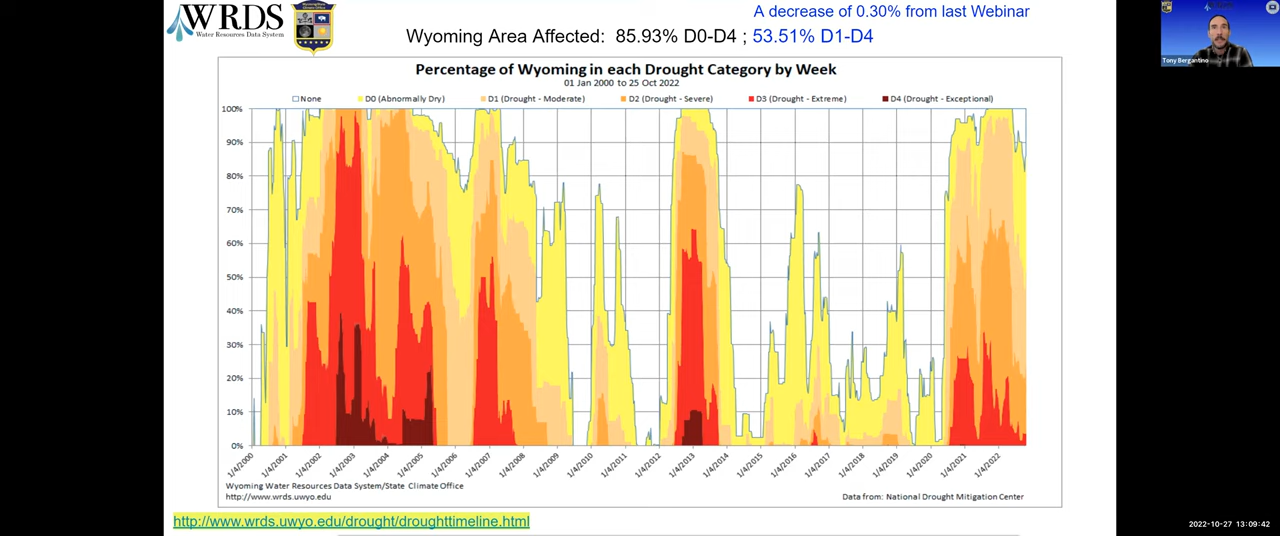 WRDS
Water Resources Data System
A decrease of 0.30% from last Webinar
Wyoming Area Affected: 85.93% D0-D4 ; 53.51% D1-D4
Percentage of Wyoming in each Drought Category by Week
01 Jan 2000 to 25 Oct 2022
None D0 (Abnormally Dry) D1 (Drought - Moderate) D2 (Drought - Severe) D3 (Drought - Extreme) D4 (Drought - Exceptional)
100%
90%
80%
70%
60%
50%
40%
30%
20%
10%
0%
1/4/2000 1/4/2001 1/4/2002 1/4/2003 1/4/2004 1/4/2005 1/4/2006 1/4/2007 1/4/2008 1/4/2009 1/4/2010 1/4/2011 1/4/2012 1/4/2013 1/4/2014 1/4/2015 1/4/2016 1/4/2017 1/4/2018 1/4/2019 1/4/2020 1/4/2021 1/4/2022
Wyoming Water Resources Data System/State Climate Office
http://www.wrds.uwyo.edu
Data from: National Drought Mitigation Center
http://www.wrds.uwyo.edu/drought/droughttimeline.html
Tony Bergantino
2022-10-27 13:09:42